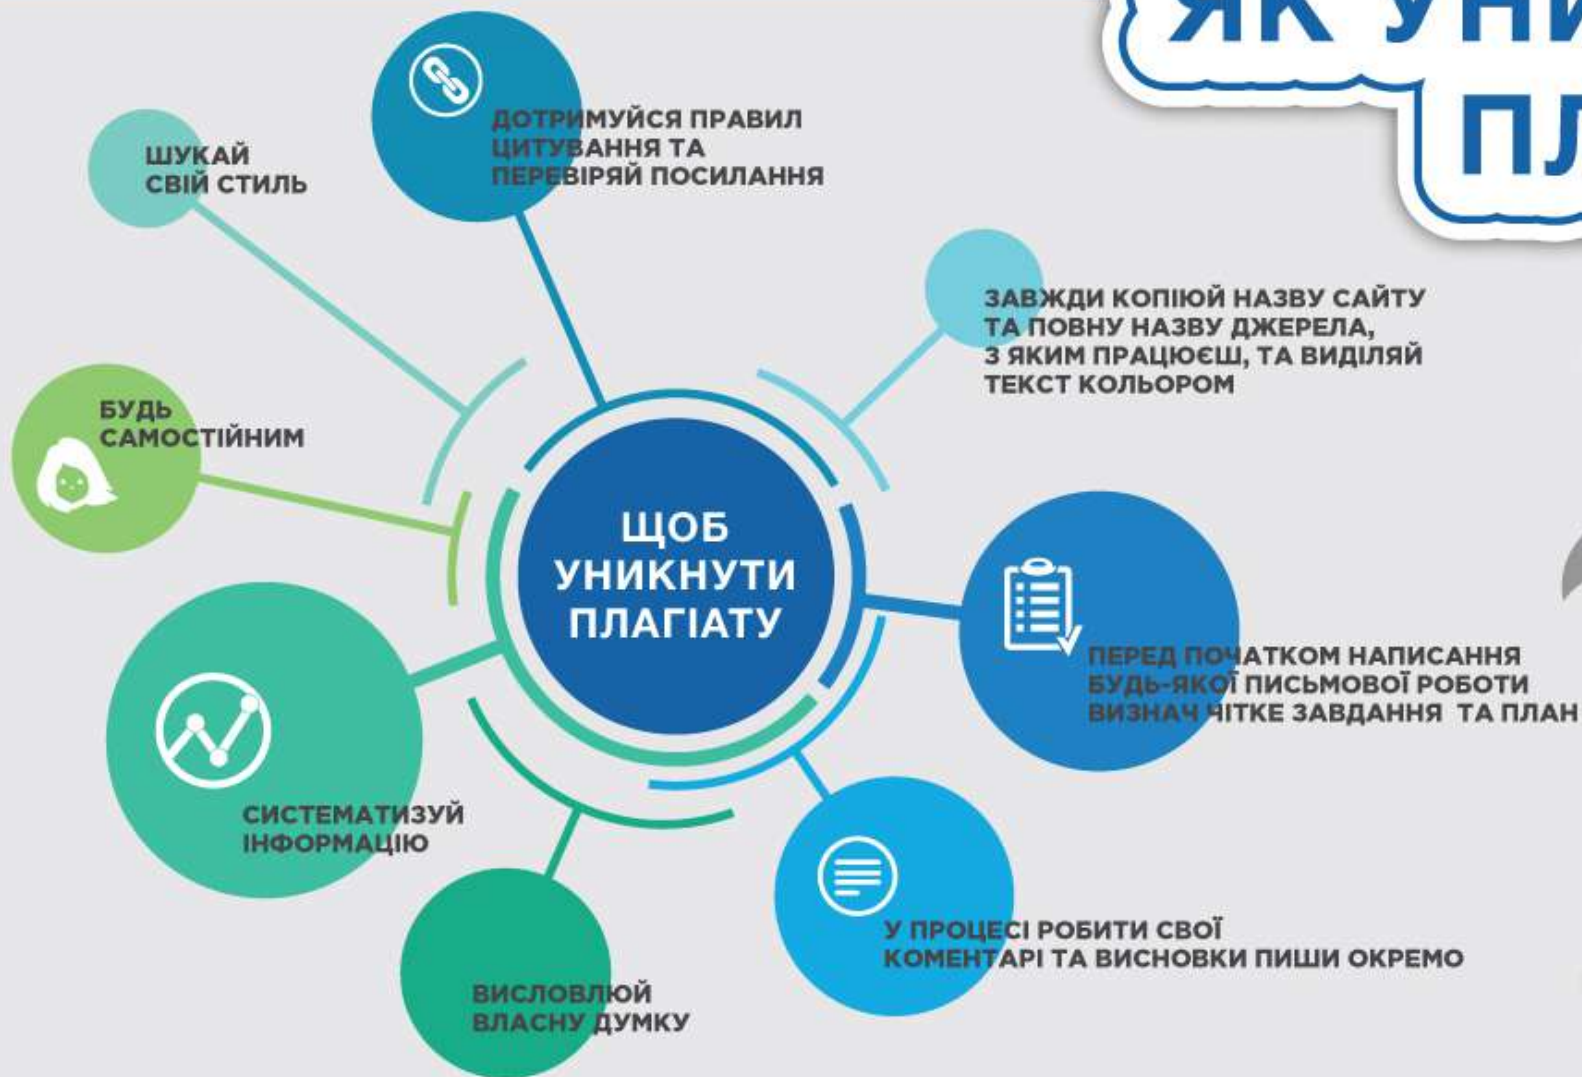 ЯК
ДОТРИМУЙСЯ ПРАВИЛ
ЦИТУВАННЯ ТА
ПЕРЕВІРЯЙ ПОСИЛАННЯ
ШУКАЙ
СВІЙ СТИЛЬ
ЗАВЖДИ КОПІЮЙ НАЗВУ САЙТУ
ТА ПОВНУ НАЗВУ ДЖЕРЕЛА,
З ЯКИМ ПРАЦЮЄШ, ТА ВИДІЛЯЙ
ТЕКСТ КОЛЬОРОМ
БУДЬ
САМОСТІЙНИМ
ЩОБ
УНИКНУТИ
ПЛАГІАТУ
ПЕРЕД ПОЧАТКОМ НАПИСАННЯ
БУДЬ-ЯКОЇ ПИСЬМОВОЇ РОБОТИ
ВИЗНАЧ ЧІТКЕ ЗАВДАННЯ ТА ПЛАН
СИСТЕМАТИЗУЙ
ІНФОРМАЦІЮ
У ПРОЦЕСІ РОБИТИ СВОЇ
КОМЕНТАРІ ТА ВИСНОВКИ ПИШИ ОКРЕМО
ВИСЛОВЛЮЙ
ВЛАСНУ ДУМКУ